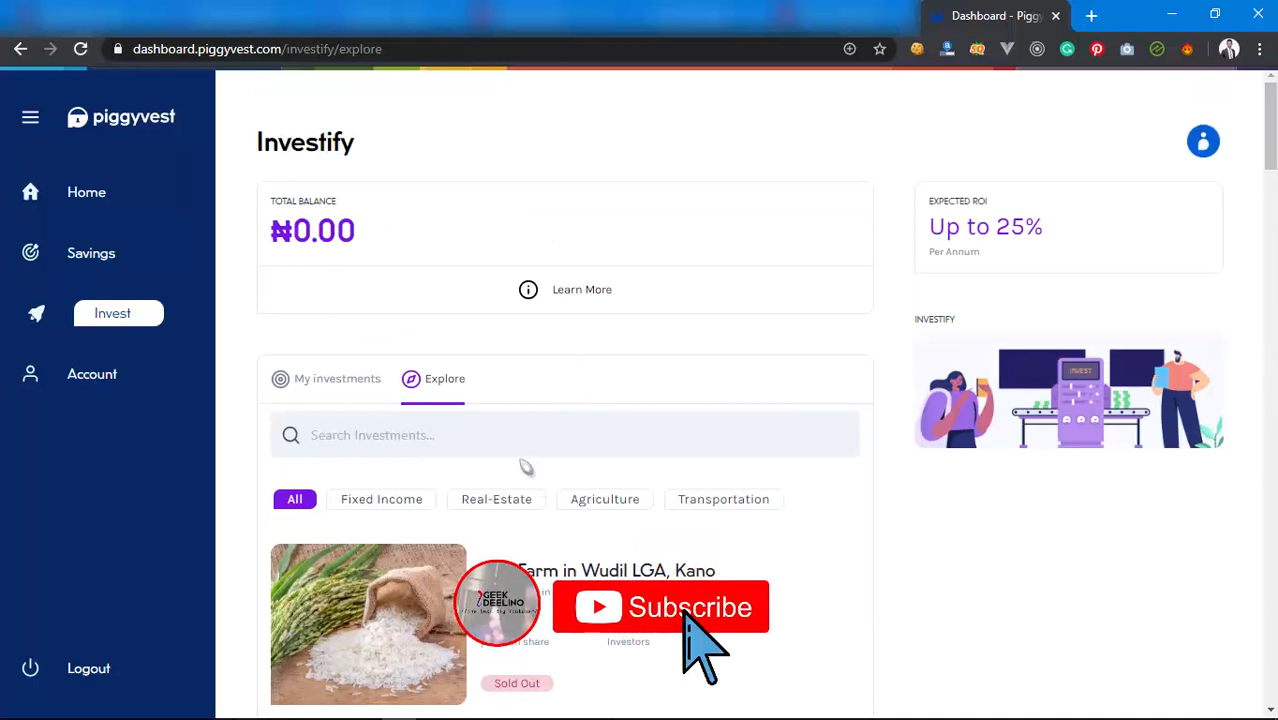 Dashboard - Piggy
dashboard.piggyvest.com/investify/explore
piggyvest
Home
Savings
Invest
Account
Logout
Investify
TOTAL BALANCE
₦0.00
Learn More
EXPECTED ROI
Up to 25%
Per Annum
INVESTIFY
INVEST
My investments
Explore
Search Investments...
All
Fixed Income
Real-Estate
Agriculture
Transportation
Farm in Wudil LGA, Kano
GEEK
DEELINO
Subscribe
share
Investors
Sold Out